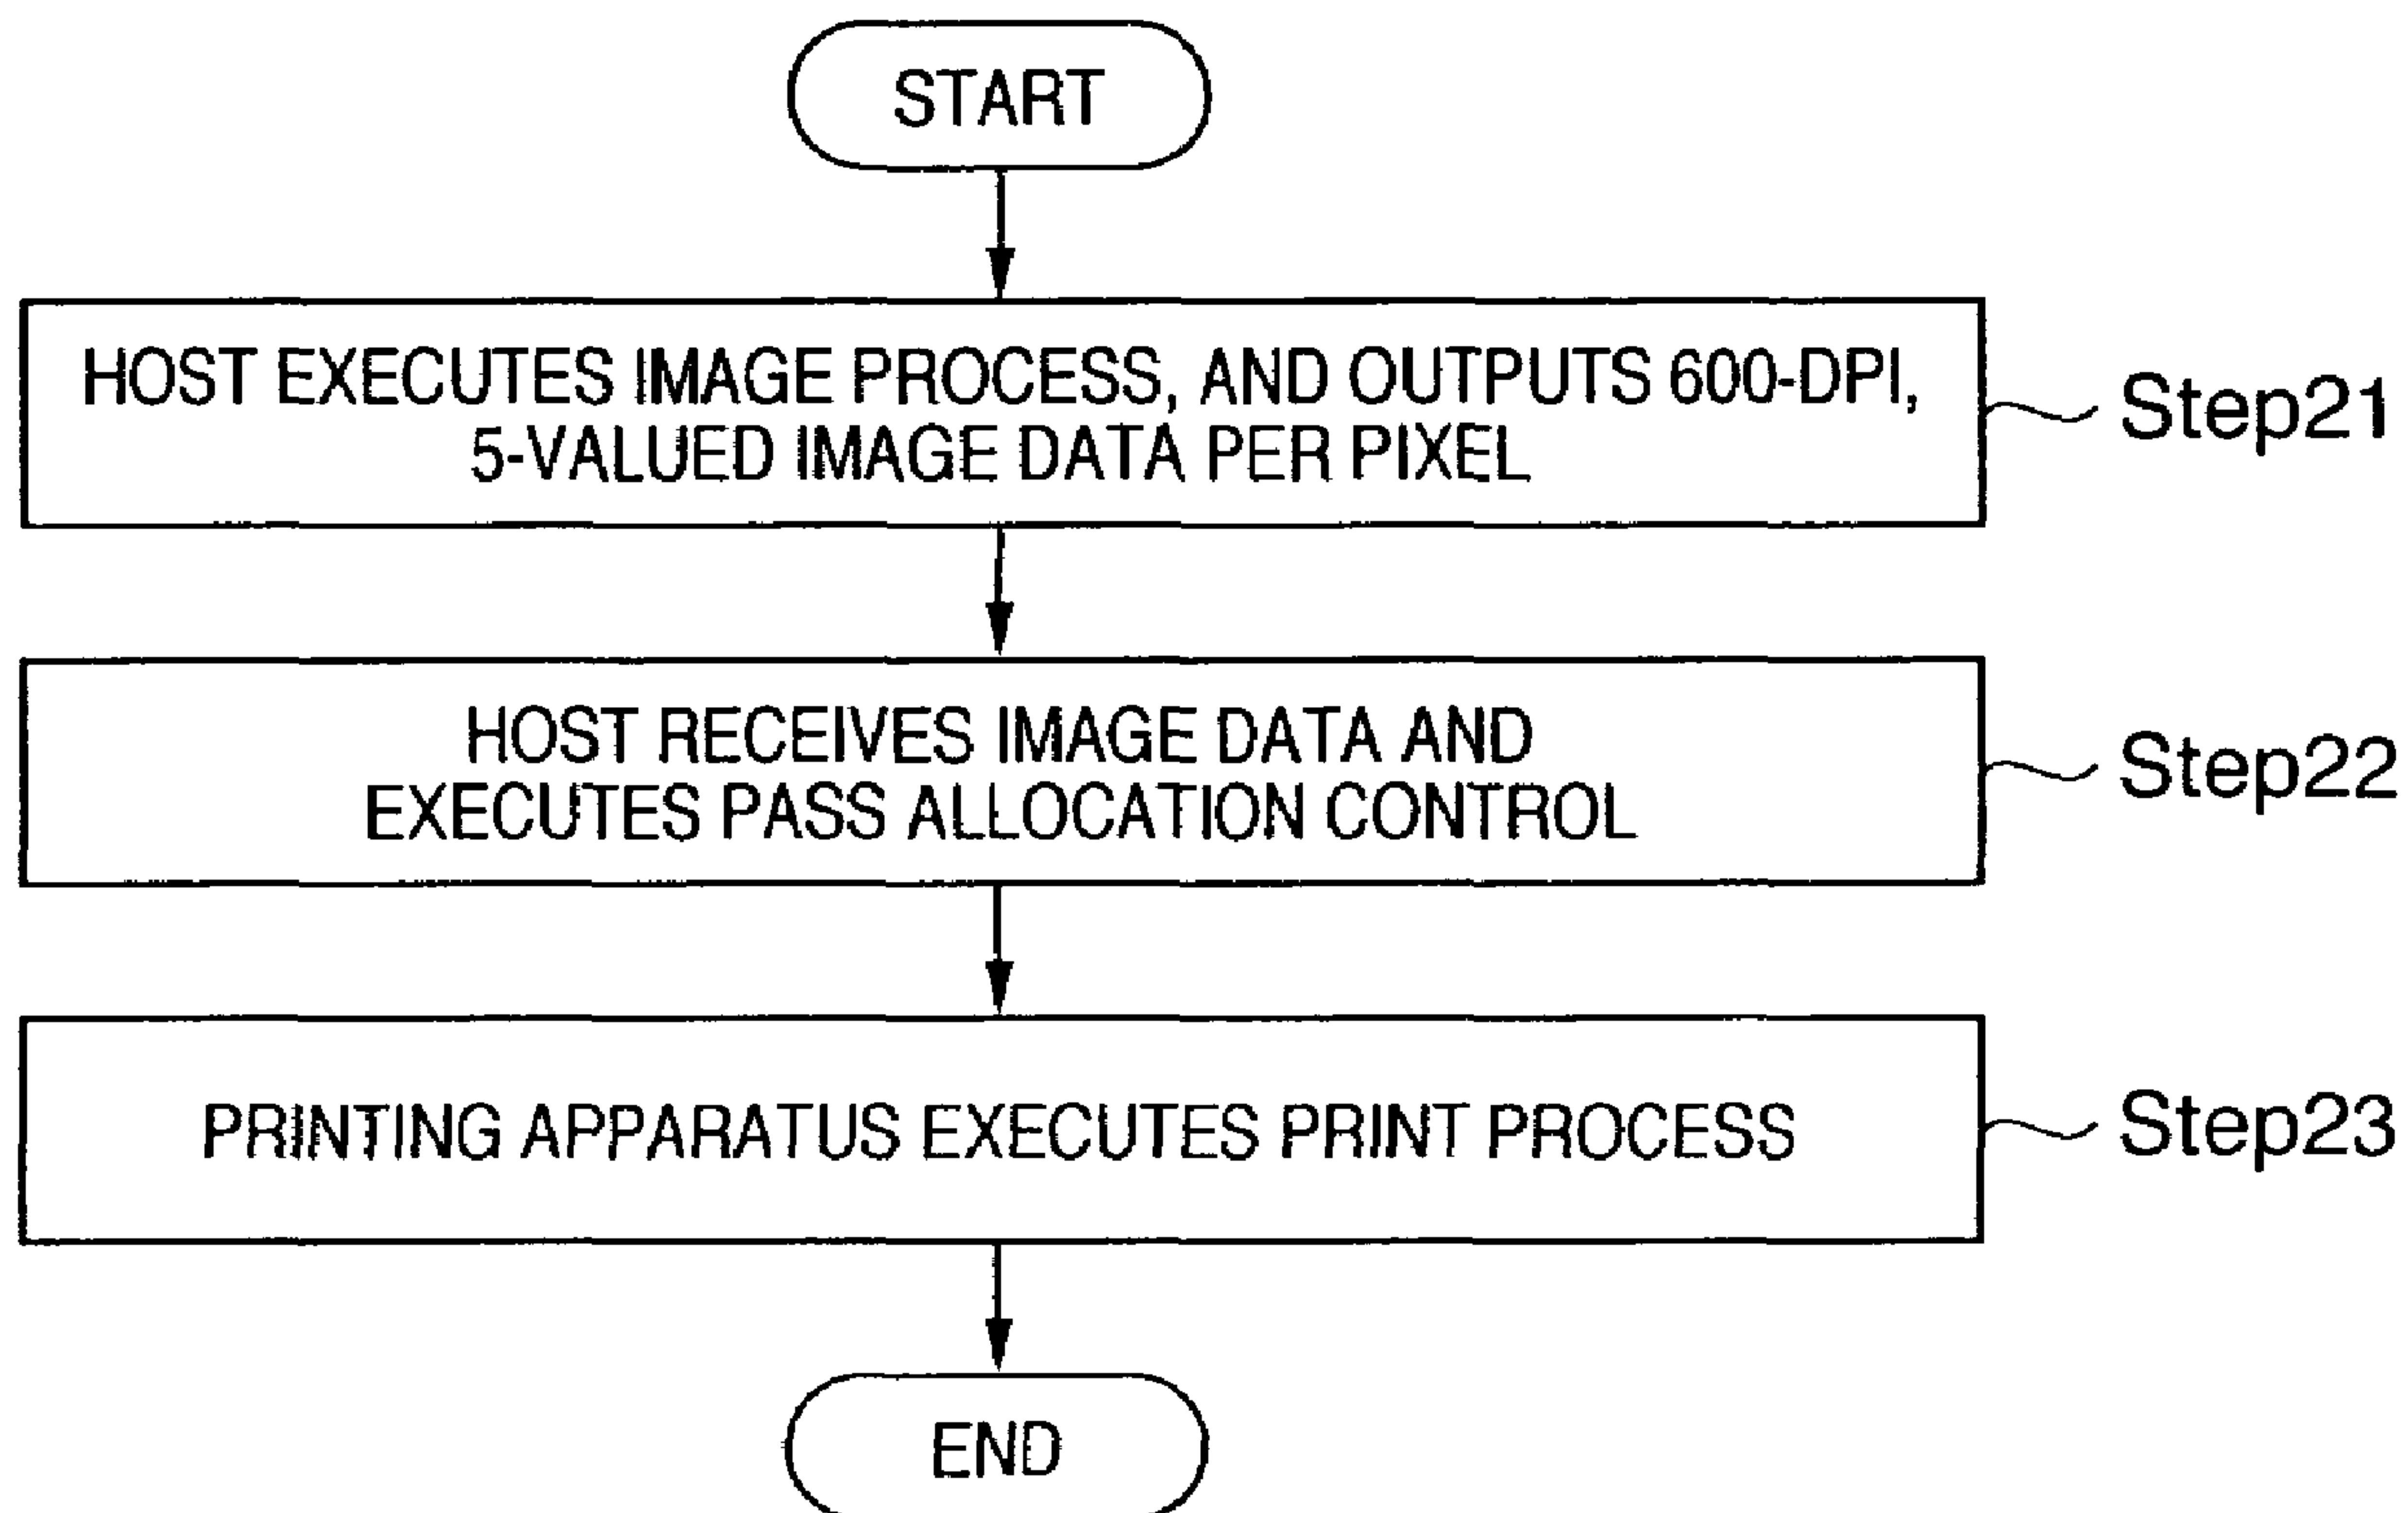 START
HOST EXECUTES IMAGE PROCESS, AND OUTPUTS 600-DPI,
5-VALUED IMAGE DATA PER PIXEL
Step21
HOST RECEIVES IMAGE DATA AND
EXECUTES PASS ALLOCATION CONTROL
Step22
PRINTING APPARATUS EXECUTES PRINT PROCESS
Step23
END